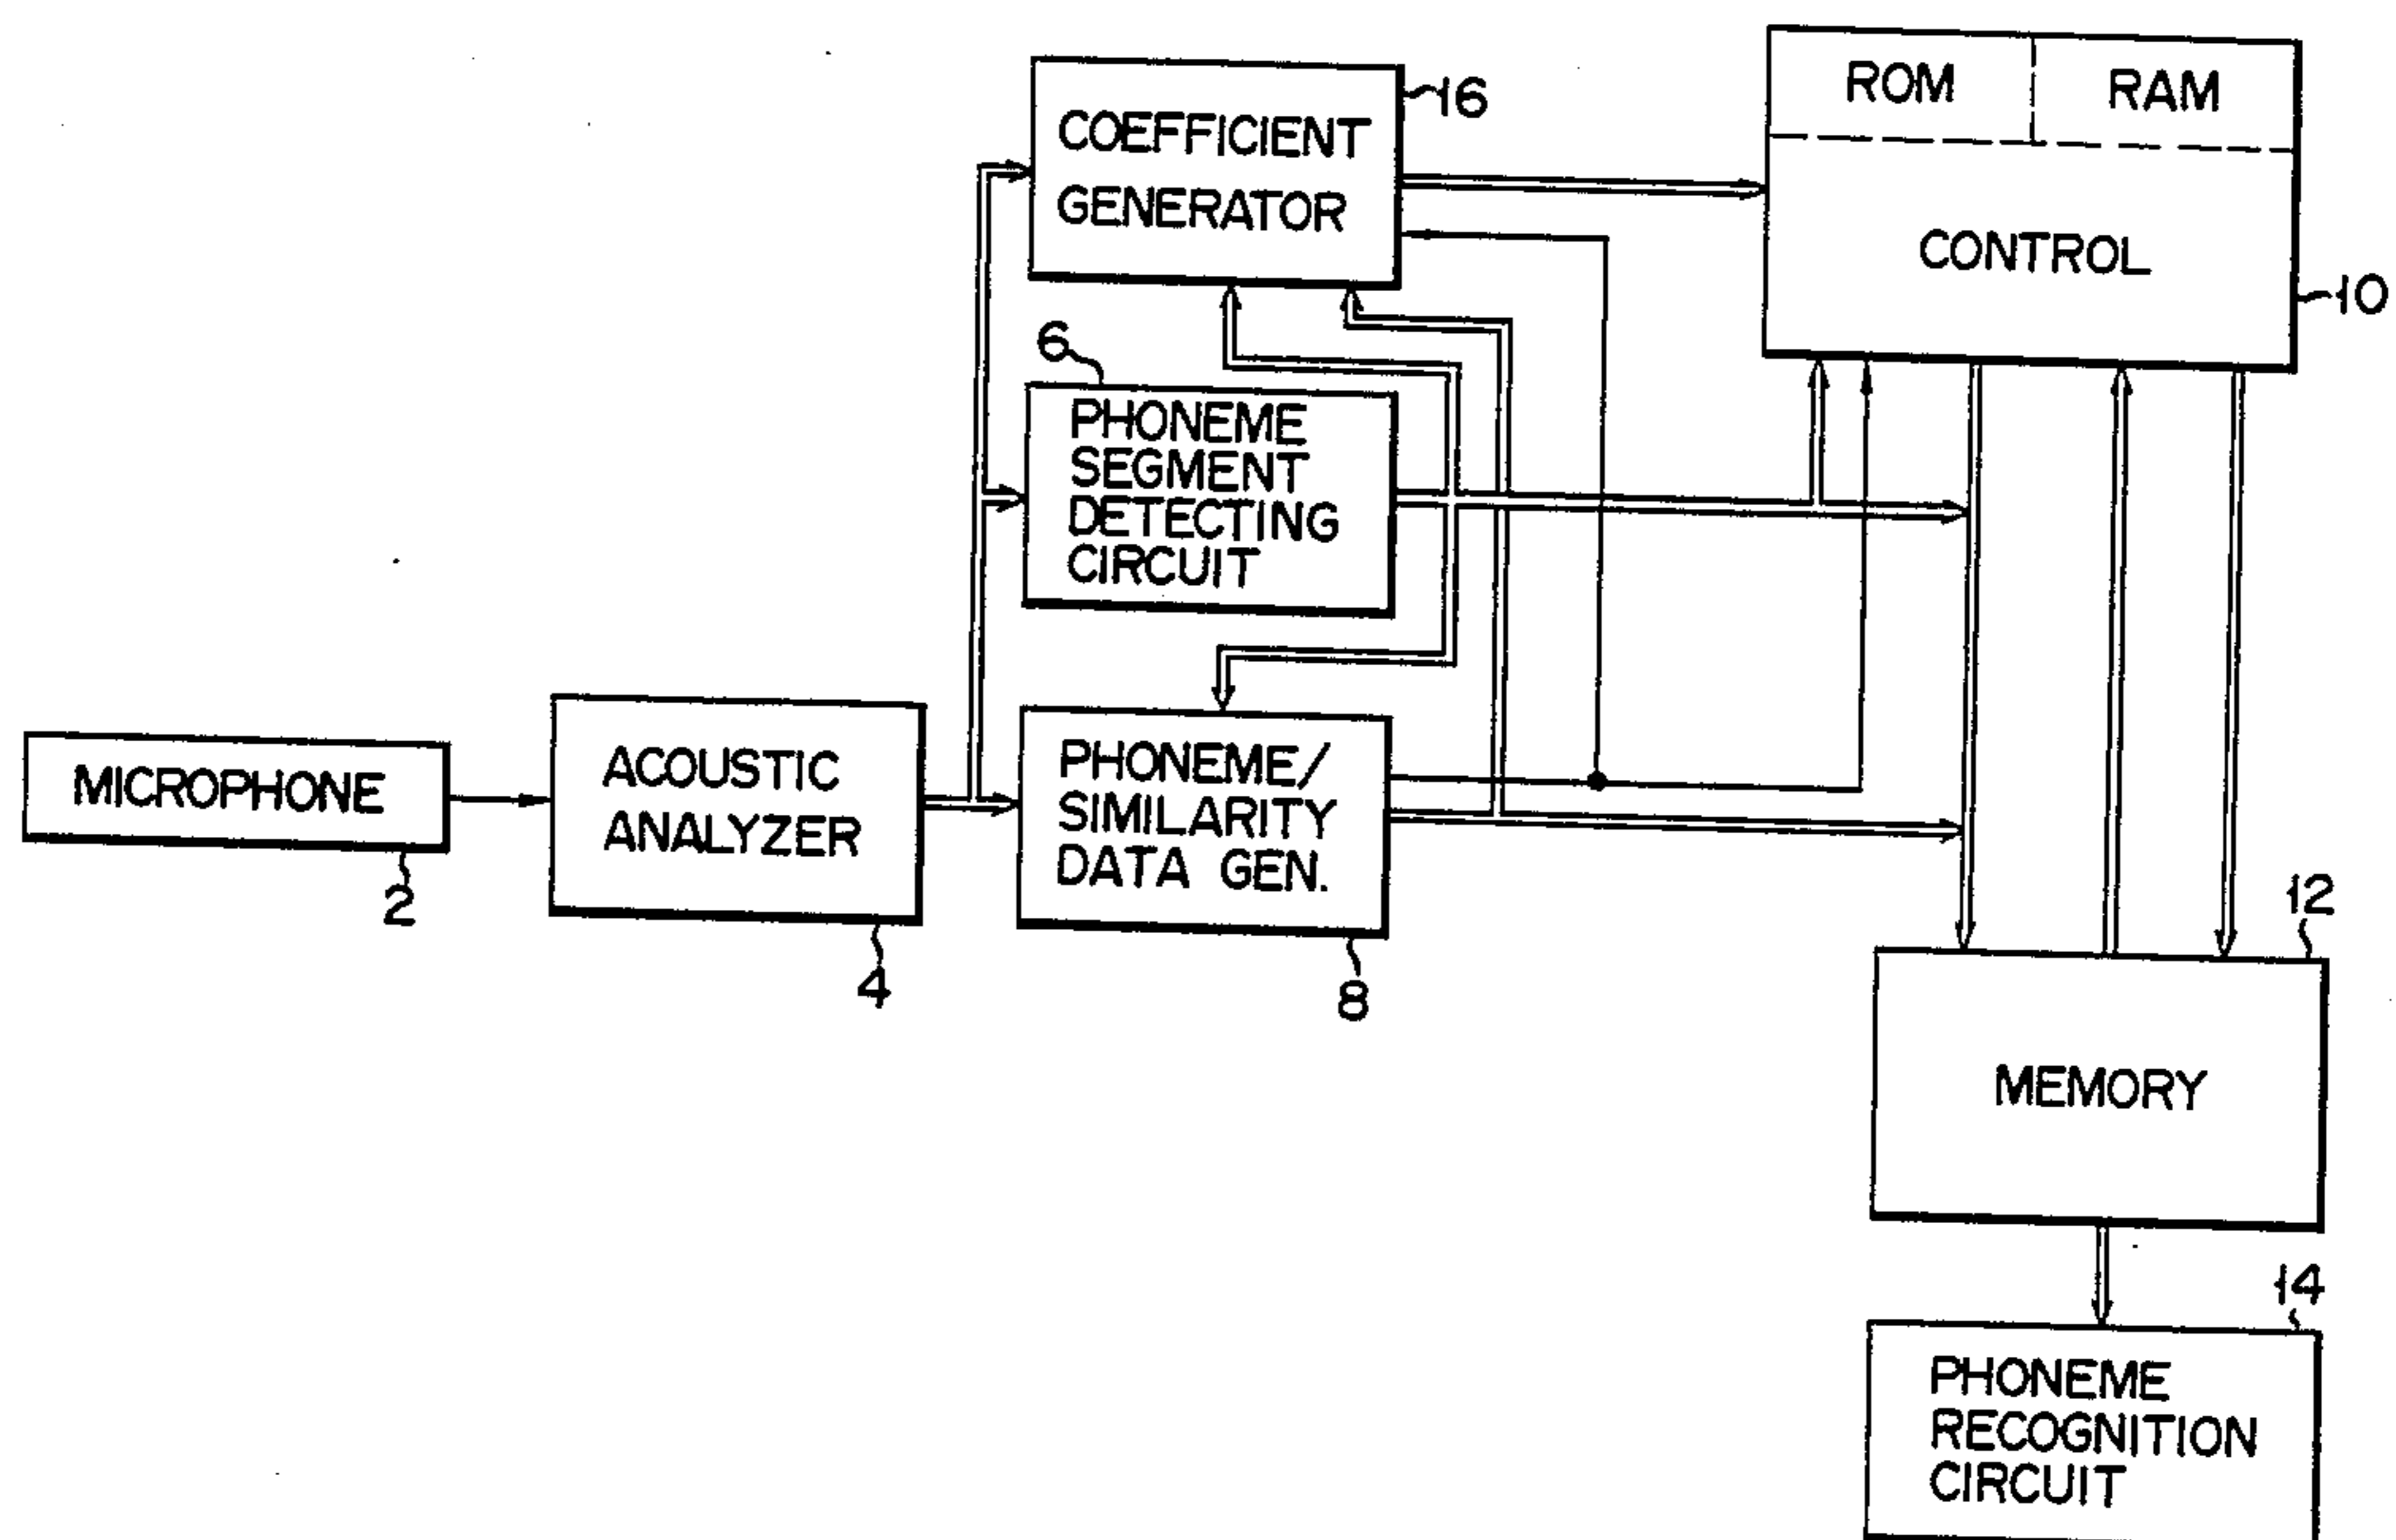 ROM
RAM
CONTROL
10
COEFFICIENT
GENERATOR
16
6
PHONEME
SEGMENT
DETECTING
CIRCUIT
MICROPHONE
2
ACOUSTIC
ANALYZER
4
PHONEME/
SIMILARITY
DATA GEN.
8
12
MEMORY
14
PHONEME
RECOGNITION
CIRCUIT